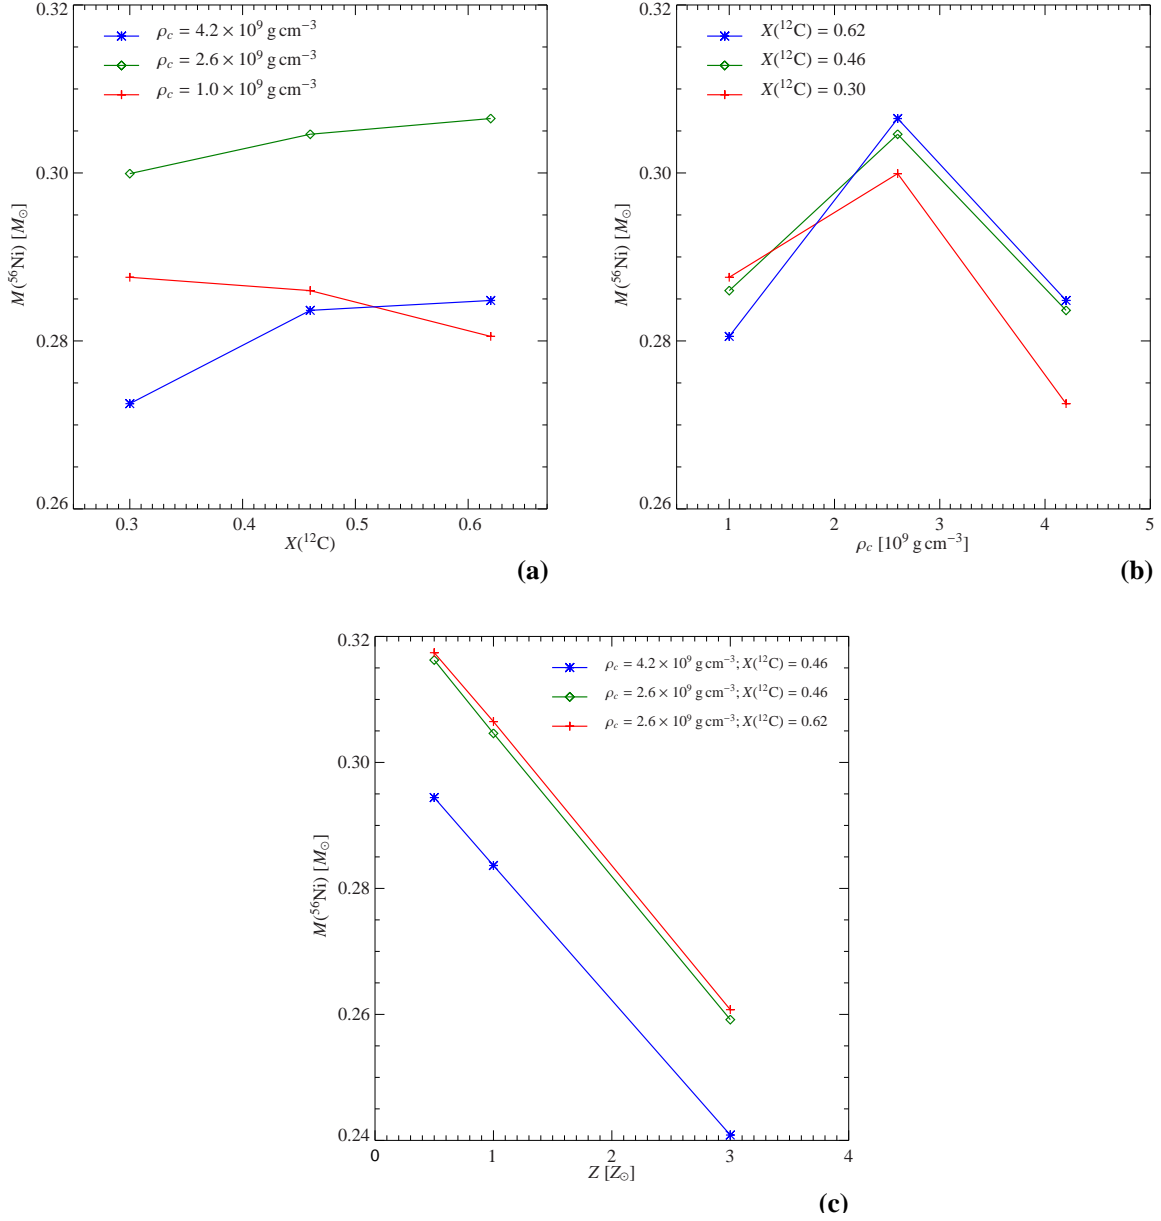 0.32
ρc = 4.2 × 10⁹ g cm⁻³
ρc = 2.6 × 10⁹ g cm⁻³
ρc = 1.0 × 10⁹ g cm⁻³
0.30
M(⁵⁶Ni) [M⊙]
0.28
0.26
0.3 0.4 0.5 0.6
X(¹²C)
(a)
0.32
X(¹²C) = 0.62
X(¹²C) = 0.46
X(¹²C) = 0.30
0.30
M(⁵⁶Ni) [M⊙]
0.28
0.26
1 2 3 4 5
ρc [10⁹ g cm⁻³]
(b)
0.32
ρc = 4.2 × 10⁹ g cm⁻³; X(¹²C) = 0.46
ρc = 2.6 × 10⁹ g cm⁻³; X(¹²C) = 0.46
ρc = 2.6 × 10⁹ g cm⁻³; X(¹²C) = 0.62
0.30
M(⁵⁶Ni) [M⊙]
0.28
0.26
0.24
0 1 2 3 4
Z [Z⊙]
(c)